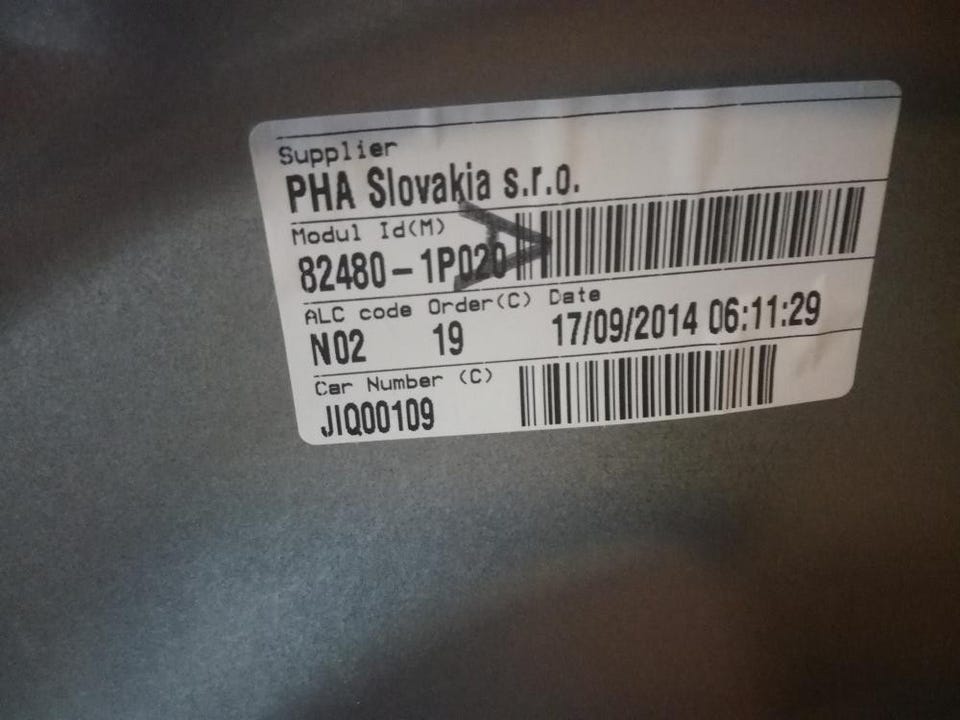 Supplier
PHA Slovakia s.r.o.
Modul Id(M)
82480-1P020
ALC code Order(C) Date
N02 19 17/09/2014 06:11:29
Car Number (C)
JIQ00109